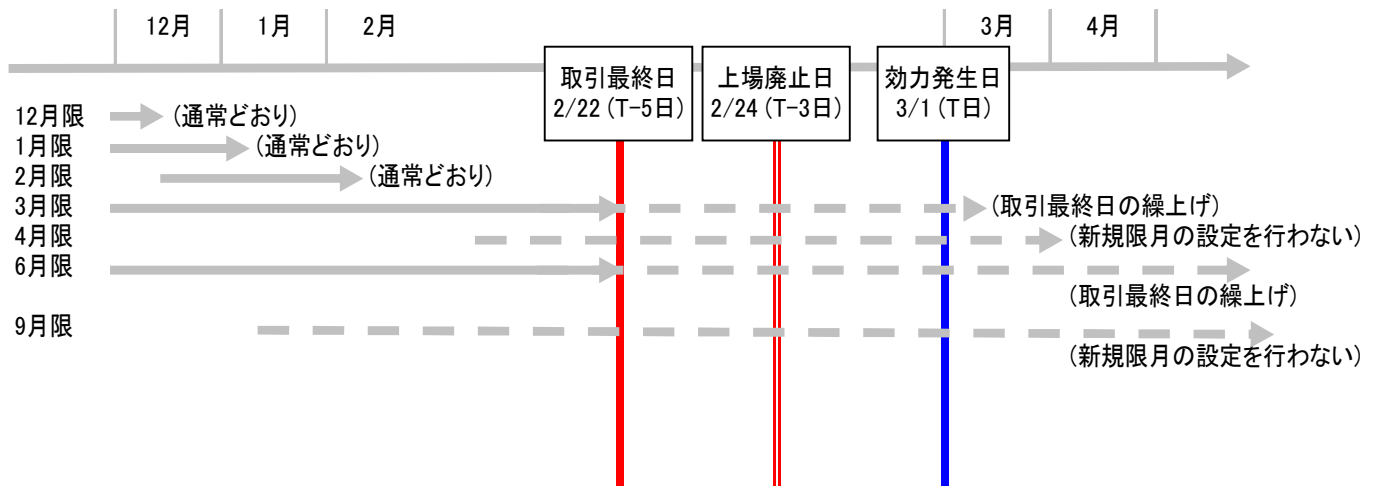 12月 1月 2月 3月 4月
取引最終日
2/22 (T-5日)
上場廃止日
2/24 (T-3日)
効力発生日
3/1 (T日)
12月限 (通常どおり)
1月限 (通常どおり)
2月限 (通常どおり)
3月限 (取引最終日の繰上げ)
4月限 (新規限月の設定を行わない)
6月限
(取引最終日の繰上げ)
9月限
(新規限月の設定を行わない)